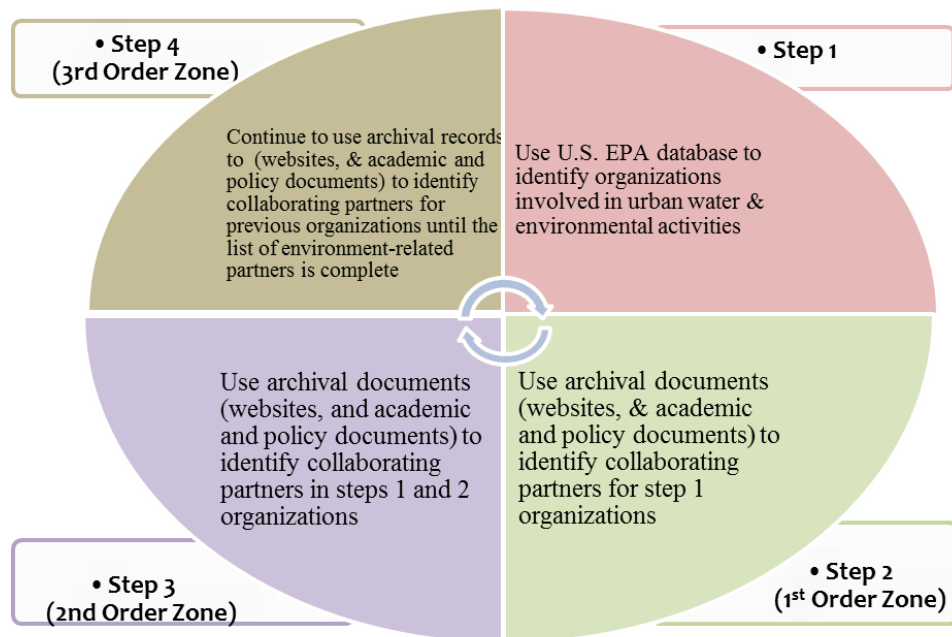 • Step 4
(3rd Order Zone)
• Step 1
Continue to use archival records
to (websites, & academic and
policy documents) to identify
collaborating partners for
previous organizations until the
list of environment-related
partners is complete
Use U.S. EPA database to
identify organizations
involved in urban water &
environmental activities
Use archival documents
(websites, and academic
and policy documents) to
identify collaborating
partners in steps 1 and 2
organizations
Use archival documents
(websites, & academic
and policy documents) to
identify collaborating
partners for step 1
organizations
• Step 3
(2nd Order Zone)
• Step 2
(1st Order Zone)